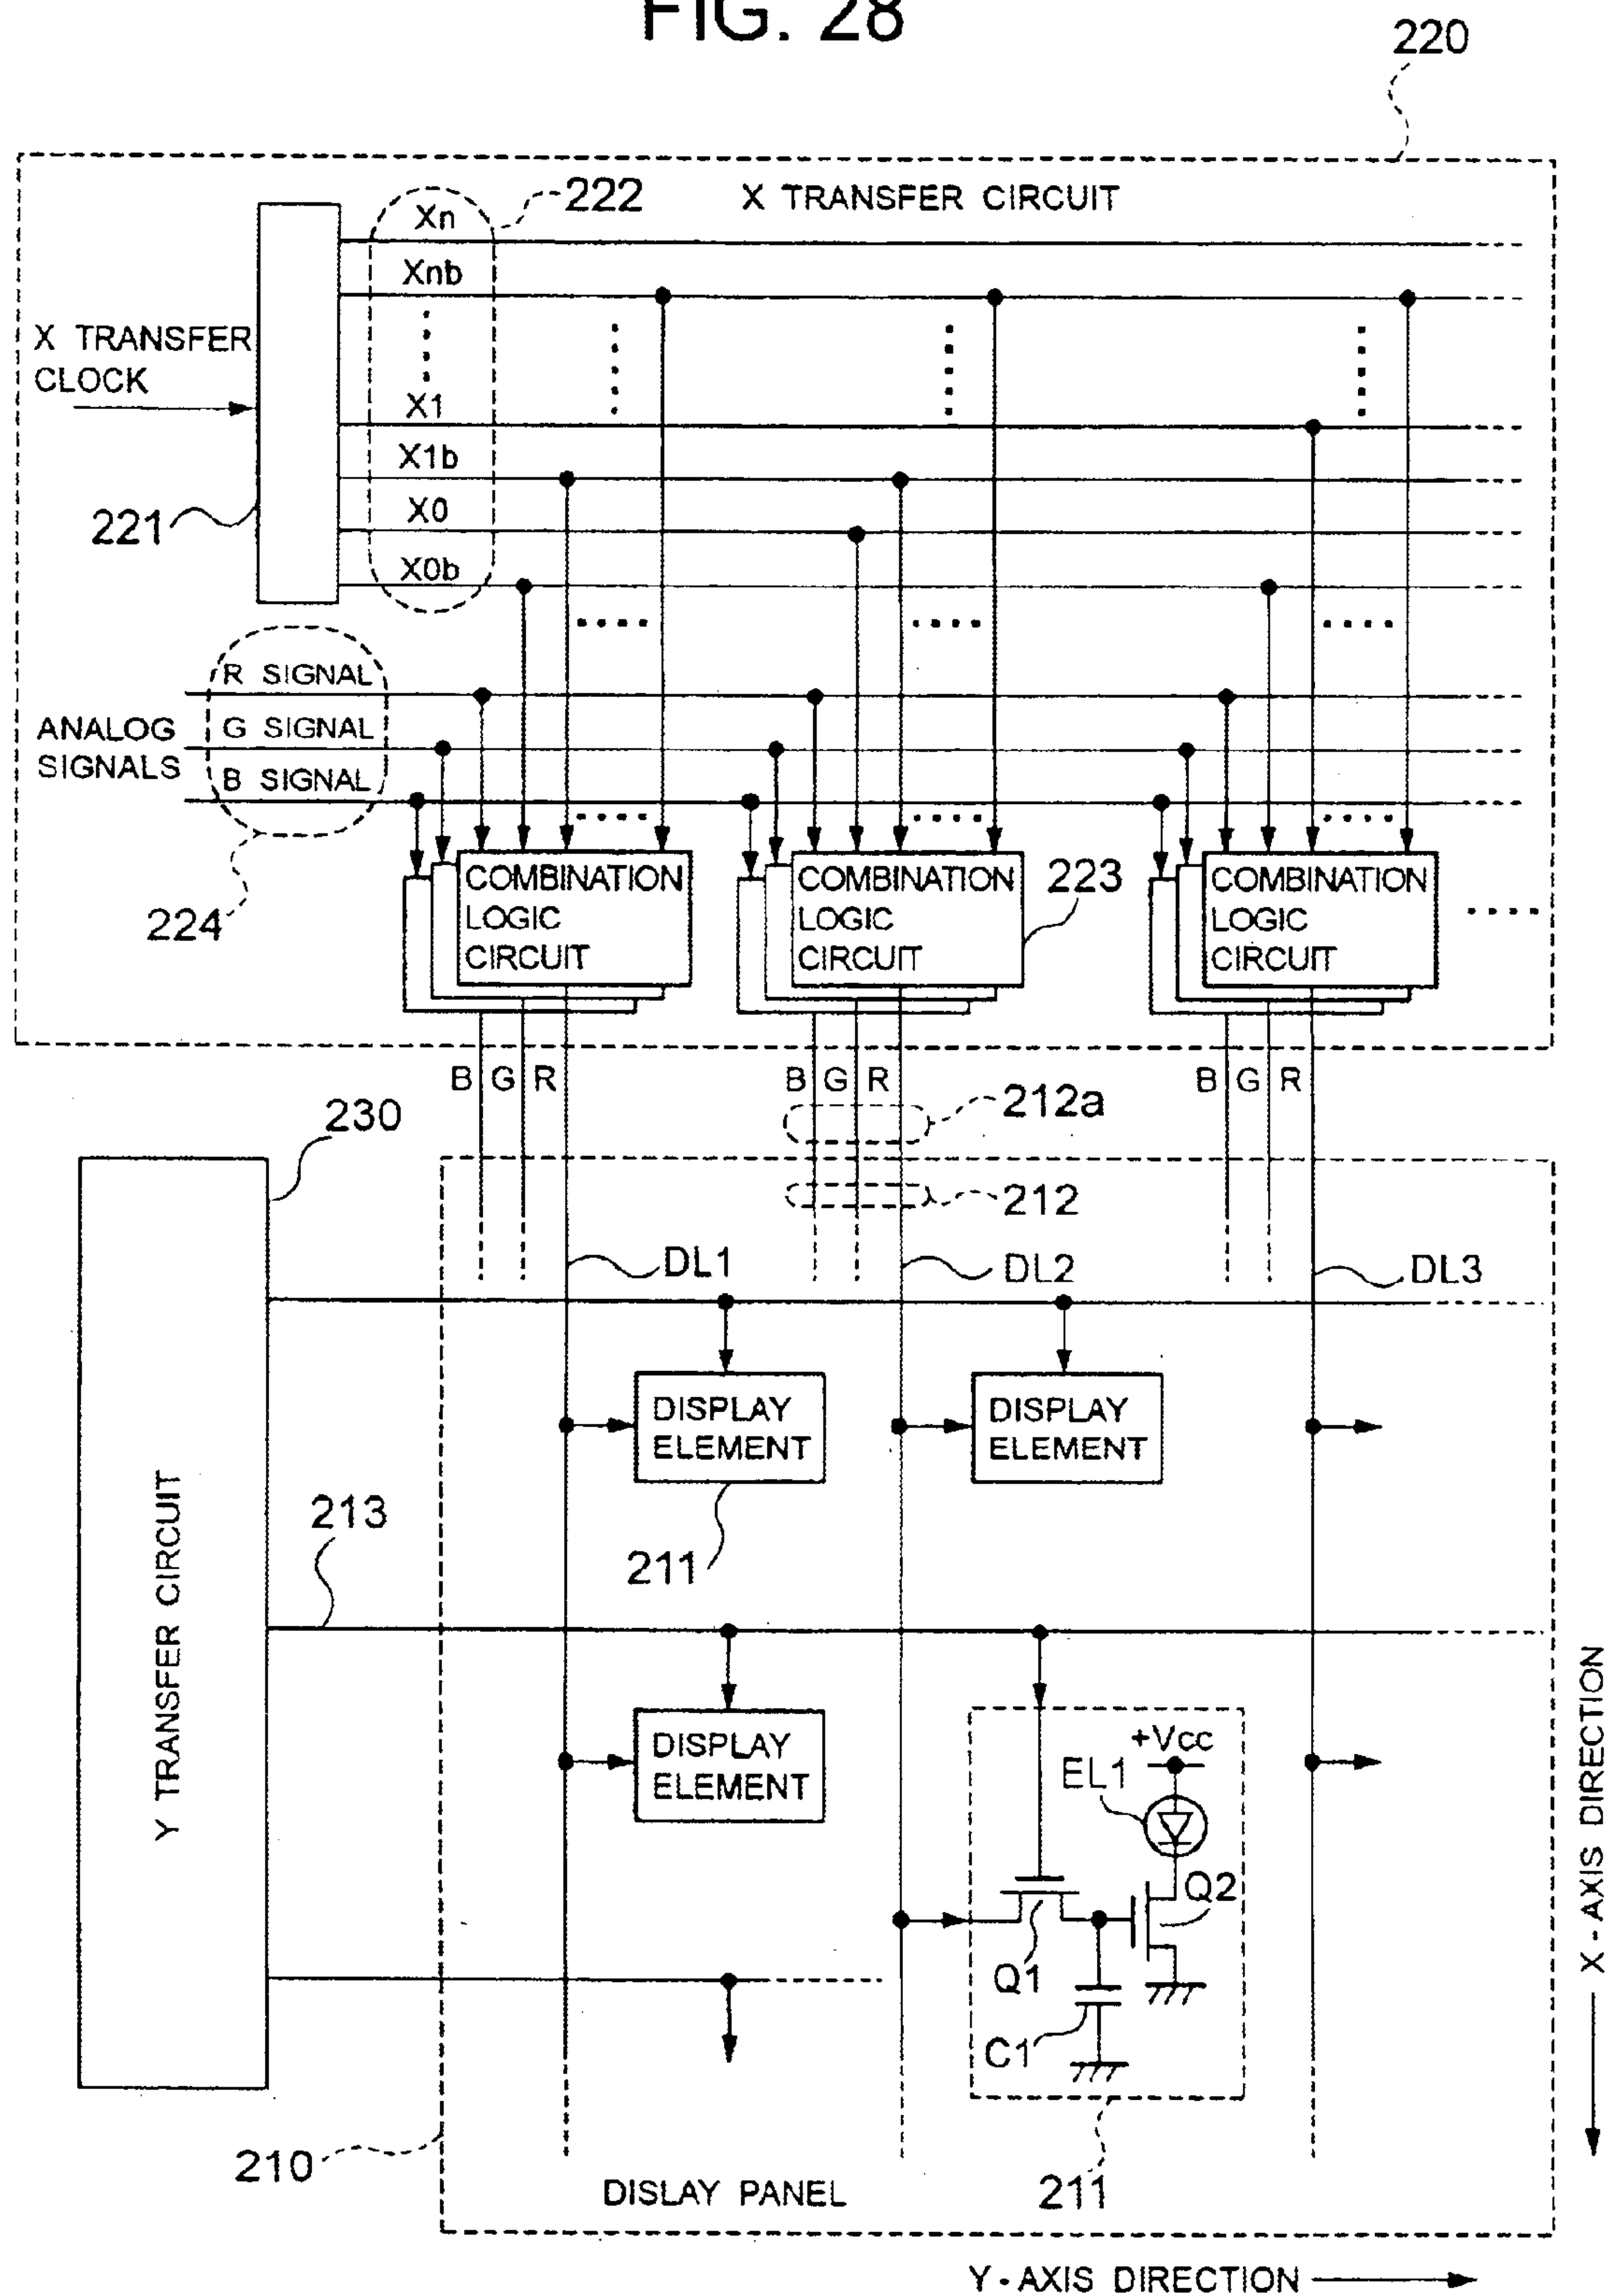 FIG. 28
220
X TRANSFER CIRCUIT
222
Xn
Xnb
X TRANSFER
CLOCK
X1
X1b
X0
X0b
221
R SIGNAL
G SIGNAL
B SIGNAL
ANALOG
SIGNALS
224
COMBINATION
LOGIC
CIRCUIT
COMBINATION
LOGIC
CIRCUIT
223
COMBINATION
LOGIC
CIRCUIT
B G R
B G R
B G R
212a
230
212
DL1
DL2
DL3
DISPLAY
ELEMENT
DISPLAY
ELEMENT
211
213
Y TRANSFER CIRCUIT
DISPLAY
ELEMENT
+Vcc
EL1
Q2
Q1
C1
211
210
DISLAY PANEL
X-AXIS DIRECTION
Y-AXIS DIRECTION